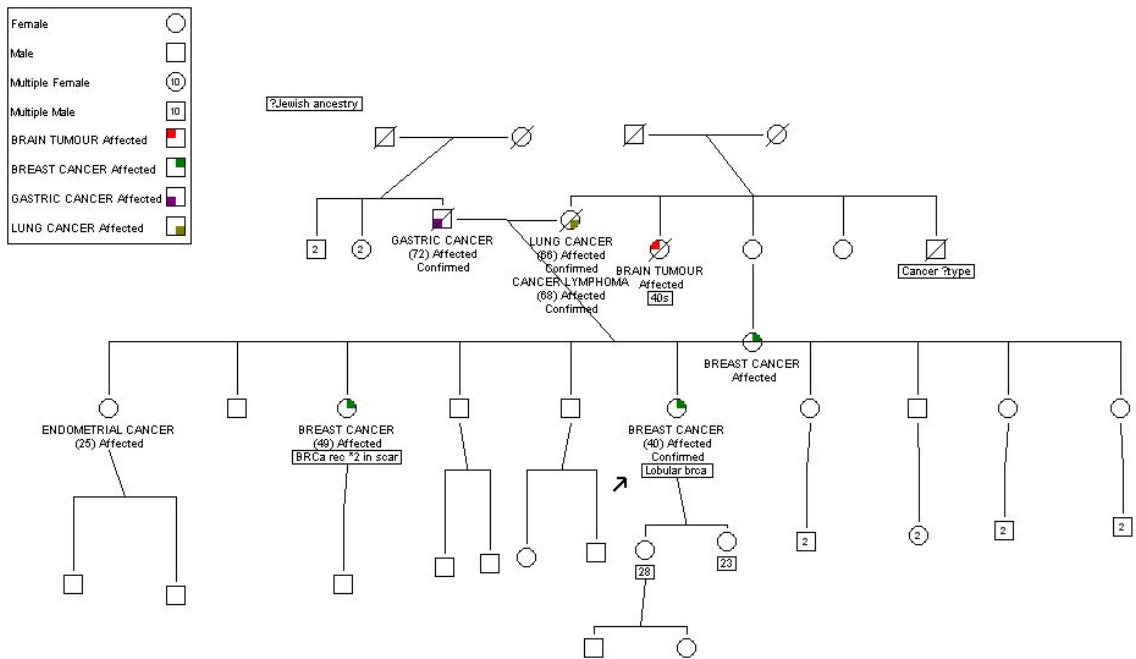 Female
Male
Multiple Female
10
Multiple Male
10
BRAIN TUMOUR Affected
BREAST CANCER Affected
GASTRIC CANCER Affected
LUNG CANCER Affected
?Jewish ancestry
2
2
GASTRIC CANCER
(72) Affected
Confirmed
LUNG CANCER
(66) Affected
Confirmed
CANCER LYMPHOMA
(68) Affected
Confirmed
BRAIN TUMOUR
Affected
40s
Cancer ?type
BREAST CANCER
Affected
ENDOMETRIAL CANCER
(25) Affected
BREAST CANCER
(49) Affected
BRCa rec *2 in scar
BREAST CANCER
(40) Affected
Confirmed
Lobular brca
28
23
2
2
2
2